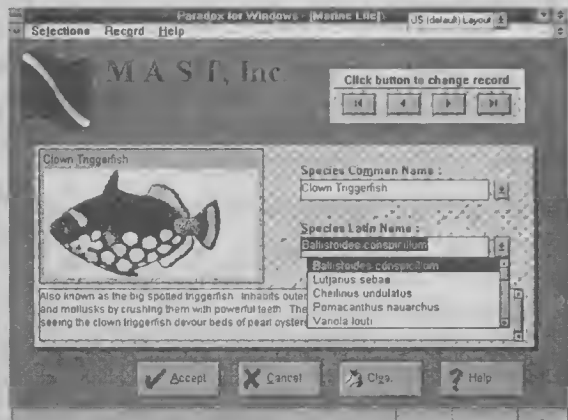 Paradox for Windows - [Marine Life]
US (default) Layout
Selections Record Help
M A S T, Inc.
Click button to change record
Clown Triggerfish
Species Common Name :
Clown Triggerfish
Species Latin Name :
Ballistoides conspicillum
Ballistoides conspicillum
Lutjanus sebae
Cheilinus undulatus
Pomacanthus nauarchus
Variola louti
Also known as the big spotted triggerfish. Inhabits outer
and mollusks by crushing them with powerful teeth. The
seeing the clown triggerfish devour beds of pearl oysters
Accept
Cancel
Help